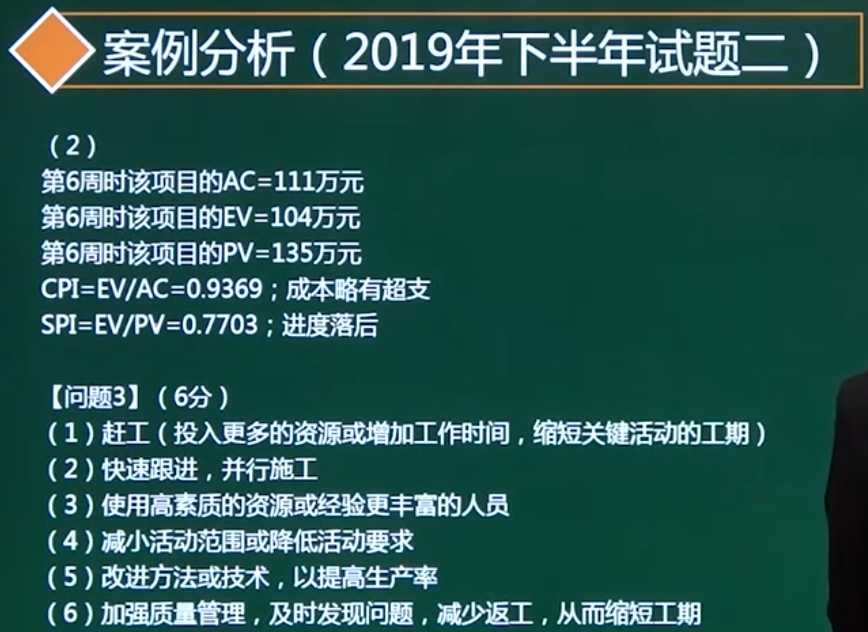 案例分析（2019年下半年试题二）
（2）
第6周时该项目的AC=111万元
第6周时该项目的EV=104万元
第6周时该项目的PV=135万元
CPI=EV/AC=0.9369；成本略有超支
SPI=EV/PV=0.7703；进度落后
【问题3】（6分）
（1）赶工（投入更多的资源或增加工作时间，缩短关键活动的工期）
（2）快速跟进，并行施工
（3）使用高素质的资源或经验更丰富的人员
（4）减小活动范围或降低活动要求
（5）改进方法或技术，以提高生产率
（6）加强质量管理，及时发现问题，减少返工，从而缩短工期